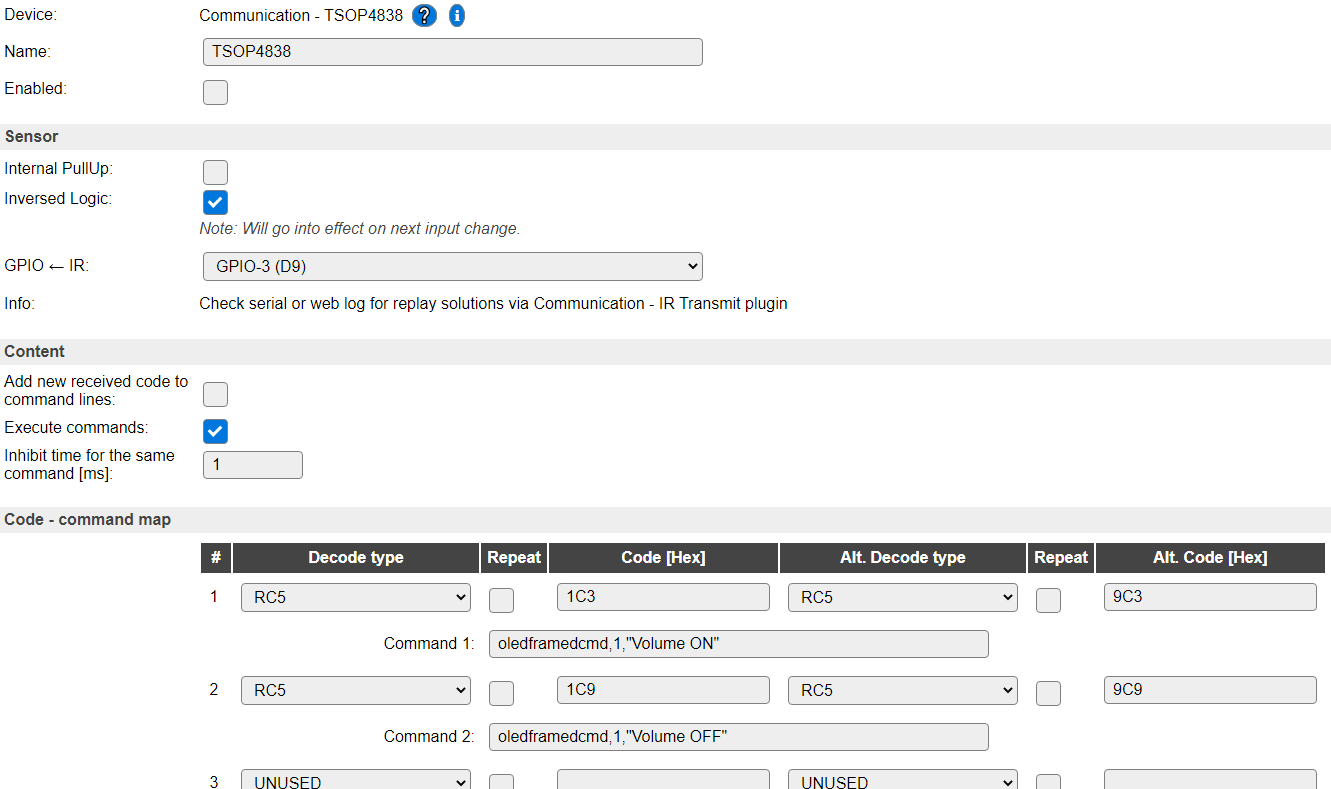 Device: Communication - TSOP4838 ? i
Name: TSOP4838
Enabled:
Sensor
Internal PullUp:
Inversed Logic:
Note: Will go into effect on next input change.
GPIO ← IR: GPIO-3 (D9)
Info: Check serial or web log for replay solutions via Communication - IR Transmit plugin
Content
Add new received code to
command lines:
Execute commands:
Inhibit time for the same
command [ms]: 1
Code - command map
# Decode type Repeat Code [Hex] Alt. Decode type Repeat Alt. Code [Hex]
1 RC5 1C3 RC5 9C3
Command 1: oledframedcmd,1,"Volume ON"
2 RC5 1C9 RC5 9C9
Command 2: oledframedcmd,1,"Volume OFF"
3 UNUSED UNUSED